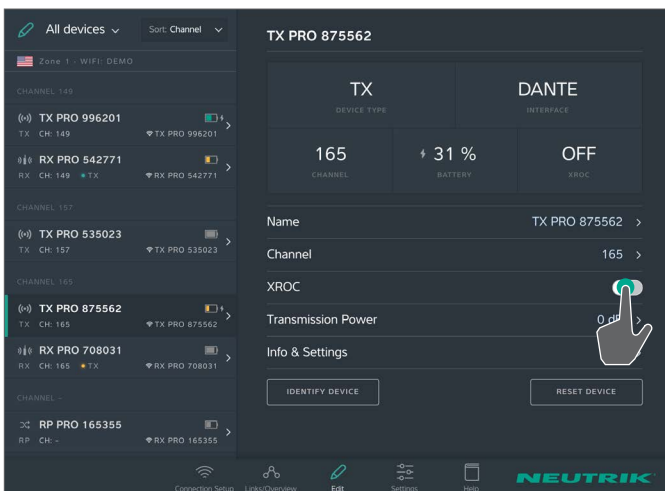 All devices
Sort: Channel
Zone 1 - WIFI: DEMO
CHANNEL 149
TX PRO 996201
TX CH: 149 TX PRO 996201
RX PRO 542771
RX CH: 149 TX RX PRO 542771
CHANNEL 157
TX PRO 535023
TX CH: 157 TX PRO 535023
CHANNEL 165
TX PRO 875562
TX CH: 165 TX PRO 875562
RX PRO 708031
RX CH: 165 TX RX PRO 708031
CHANNEL -
RP PRO 165355
RP CH: - RX PRO 165355
TX PRO 875562
TX
DEVICE TYPE
DANTE
INTERFACE
165
CHANNEL
31 %
BATTERY
OFF
XROC
Name TX PRO 875562
Channel 165
XROC
Transmission Power 0 dB
Info & Settings
IDENTIFY DEVICE
RESET DEVICE
Connection Setup
Links/Overview
Edit
Settings
Help
NEUTRIK